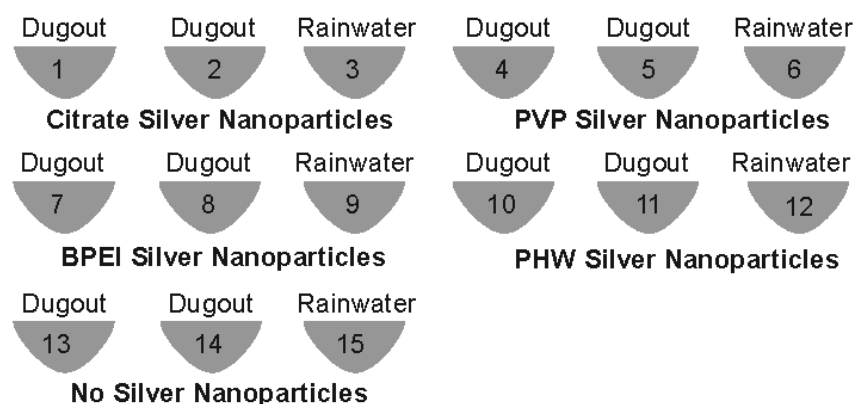 Dugout Dugout Rainwater Dugout Dugout Rainwater
1 2 3 4 5 6
Citrate Silver Nanoparticles PVP Silver Nanoparticles
Dugout Dugout Rainwater Dugout Dugout Rainwater
7 8 9 10 11 12
BPEI Silver Nanoparticles PHW Silver Nanoparticles
Dugout Dugout Rainwater
13 14 15
No Silver Nanoparticles